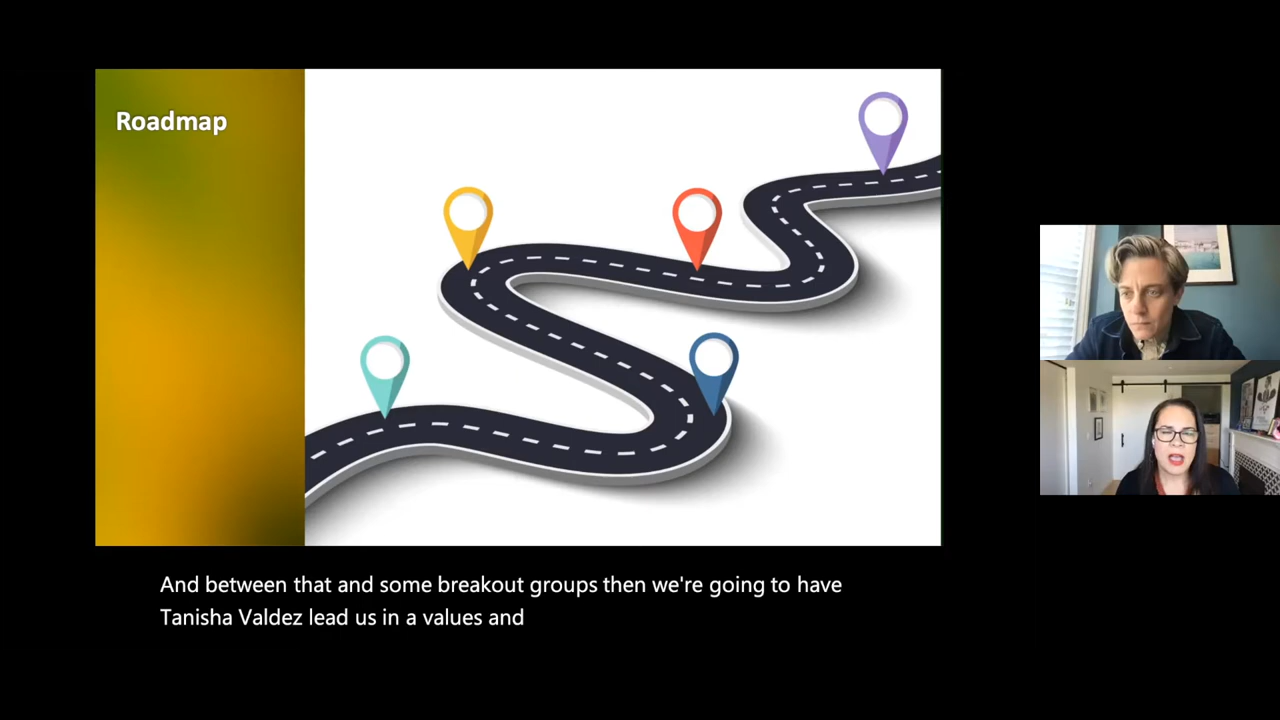 Roadmap
And between that and some breakout groups then we're going to have
Tanisha Valdez lead us in a values and